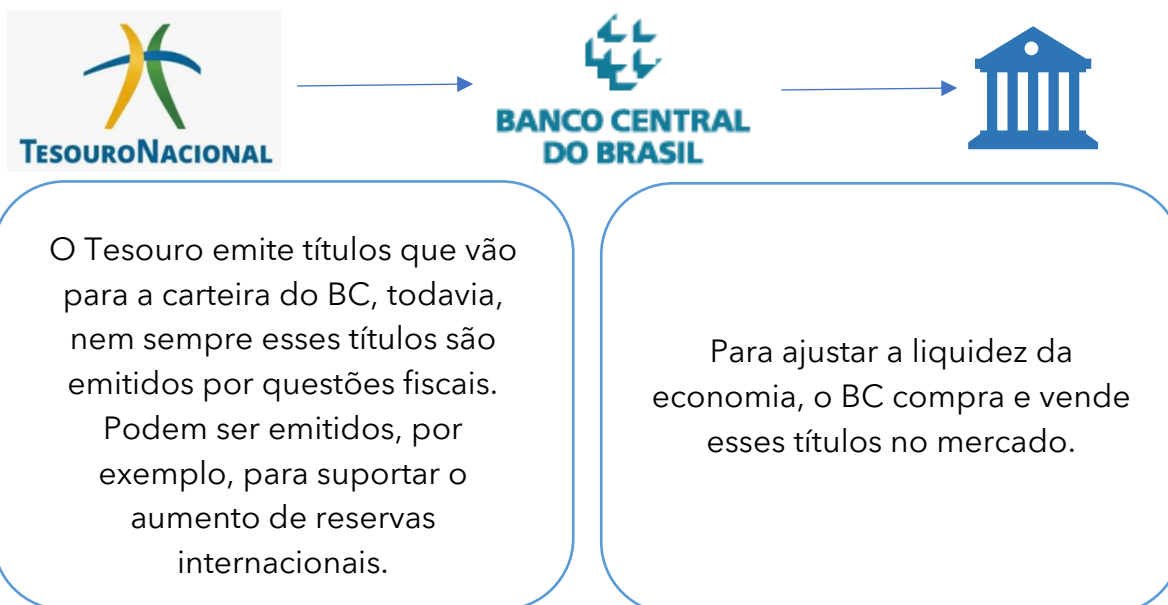 TESOURONACIONAL
BANCO CENTRAL
DO BRASIL
O Tesouro emite títulos que vão
para a carteira do BC, todavia,
nem sempre esses títulos são
emitidos por questões fiscais.
Podem ser emitidos, por
exemplo, para suportar o
aumento de reservas
internacionais.
Para ajustar a liquidez da
economia, o BC compra e vende
esses títulos no mercado.